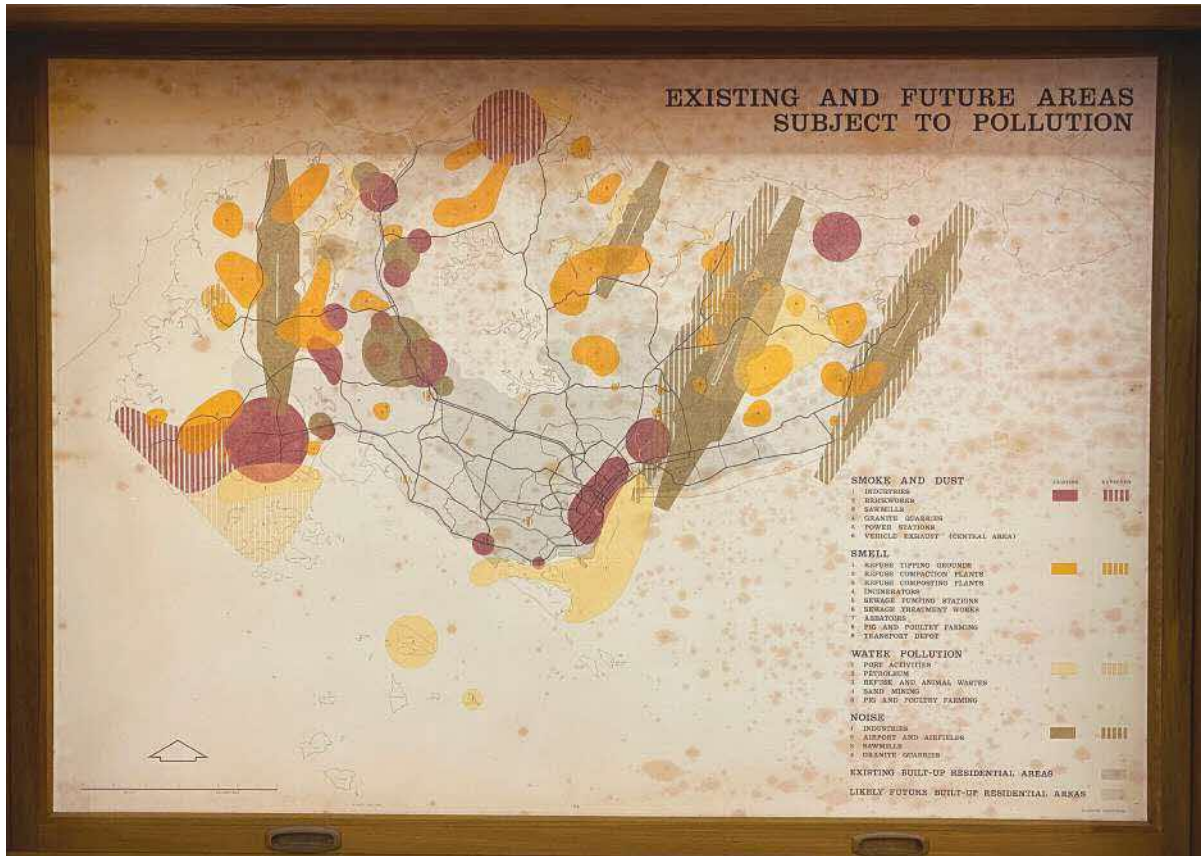 EXISTING AND FUTURE AREAS
SUBJECT TO POLLUTION
SMOKE AND DUST
1 INDUSTRIES
2 BRICKWORKS
3 SAWMILLS
4 GRANITE QUARRIES
5 POWER STATIONS
6 VEHICLE EXHAUST (CENTRAL AREA)
SMELL
1 REFUSE TIPPING GROUNDS
2 REFUSE COMPACTION PLANTS
3 REFUSE COMPOSTING PLANTS
4 INCINERATORS
5 SEWAGE PUMPING STATIONS
6 SEWAGE TREATMENT WORKS
7 ABBATOIRS
8 PIG AND POULTRY FARMING
9 TRANSPORT DEPOT
WATER POLLUTION
1 PORT ACTIVITIES
2 PETROLEUM
3 REFUSE AND ANIMAL WASTES
4 SAND MINING
5 PIG AND POULTRY FARMING
NOISE
1 INDUSTRIES
2 AIRPORT AND AIRFIELDS
3 SAWMILLS
4 GRANITE QUARRIES
EXISTING BUILT-UP RESIDENTIAL AREAS
LIKELY FUTURE BUILT-UP RESIDENTIAL AREAS